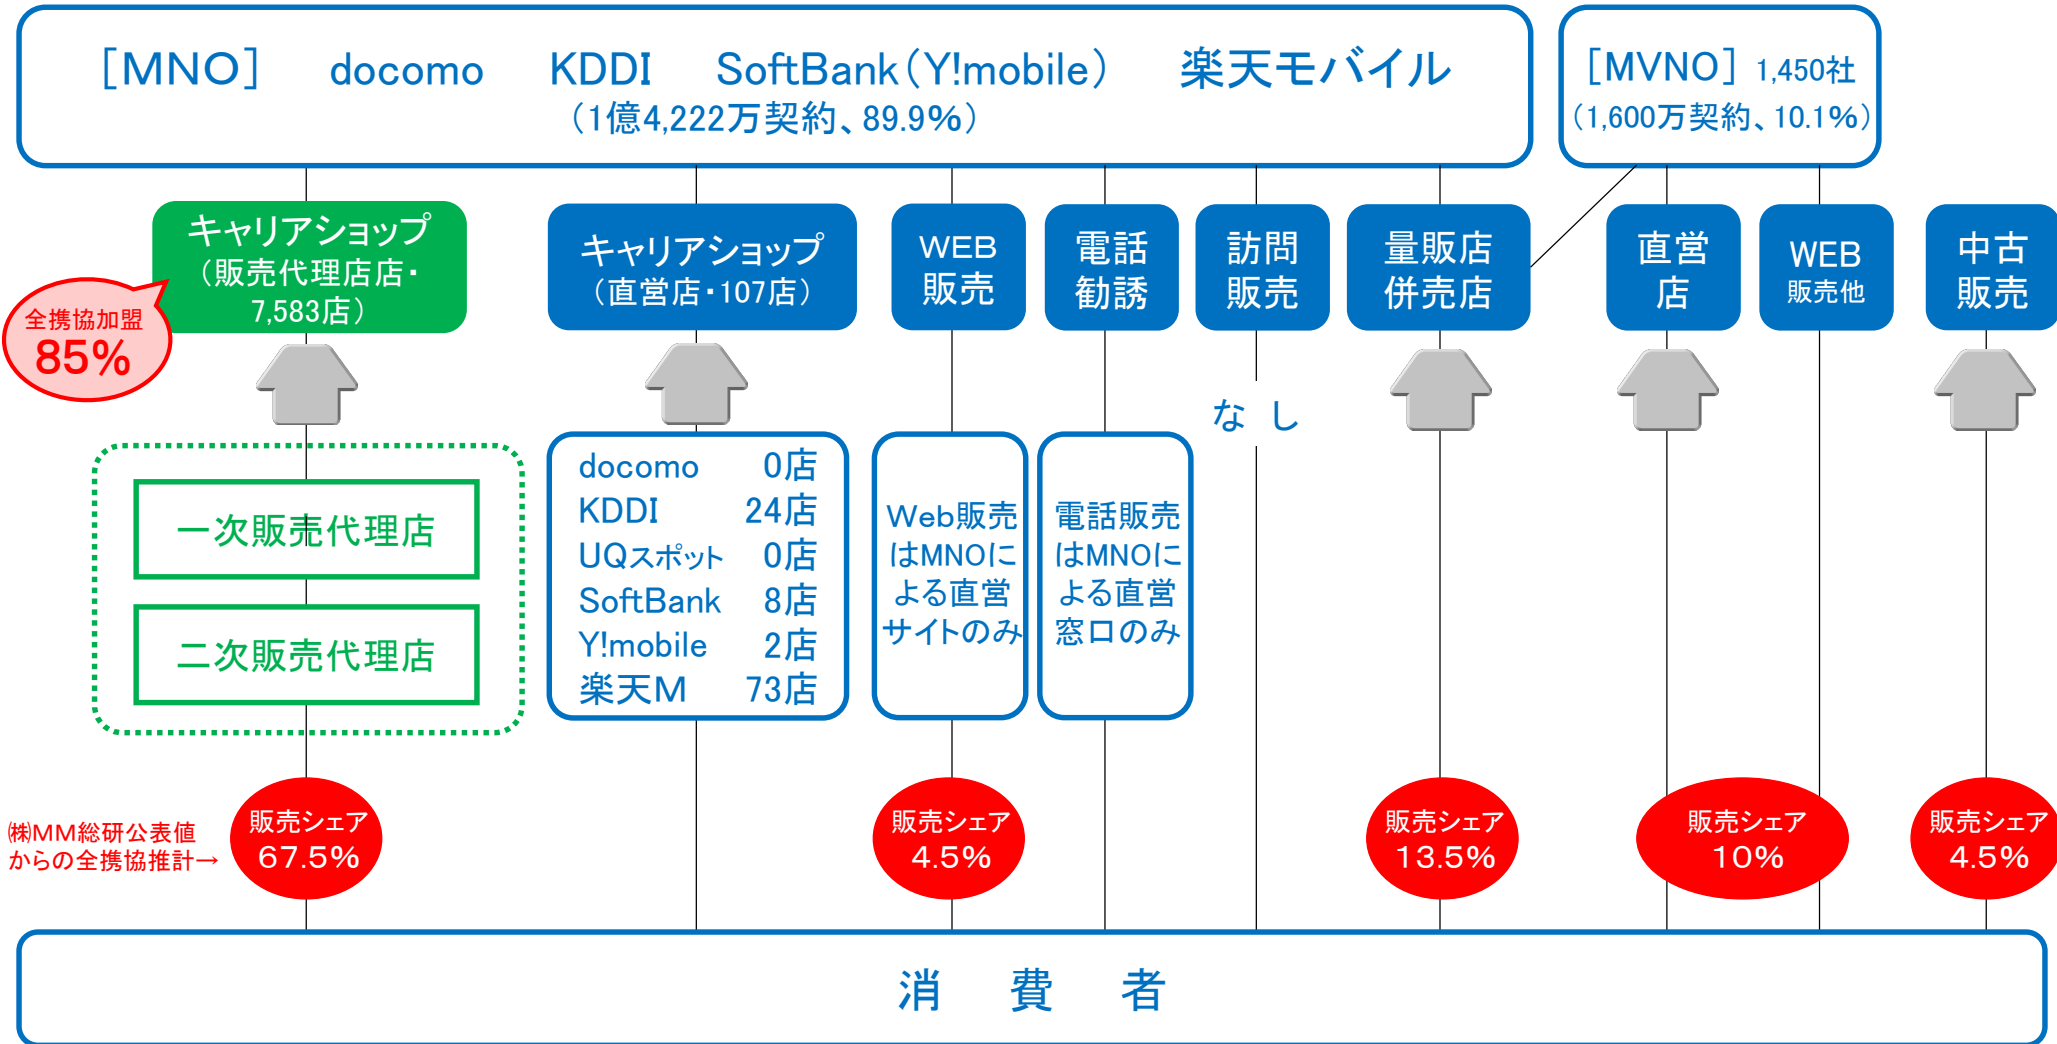 ［MNO］ docomo KDDI SoftBank（Y!mobile） 楽天モバイル
（1億4,222万契約、89.9%）
［MVNO］ 1,450社
（1,600万契約、10.1%）
キャリアショップ
（販売代理店店・
7,583店）
全携協加盟
85%
キャリアショップ
（直営店・107店）
WEB
販売
電話
勧誘
訪問
販売
量販店
併売店
直営
店
WEB
販売他
中古
販売
なし
一次販売代理店
二次販売代理店
docomo 0店
KDDI 24店
UQスポット 0店
SoftBank 8店
Y!mobile 2店
楽天M 73店
Web販売
はMNOに
よる直営
サイトのみ
電話販売
はMNOに
よる直営
窓口のみ
㈱MM総研公表値
からの全携協推計→
販売シェア
67.5%
販売シェア
4.5%
販売シェア
13.5%
販売シェア
10%
販売シェア
4.5%
消費者